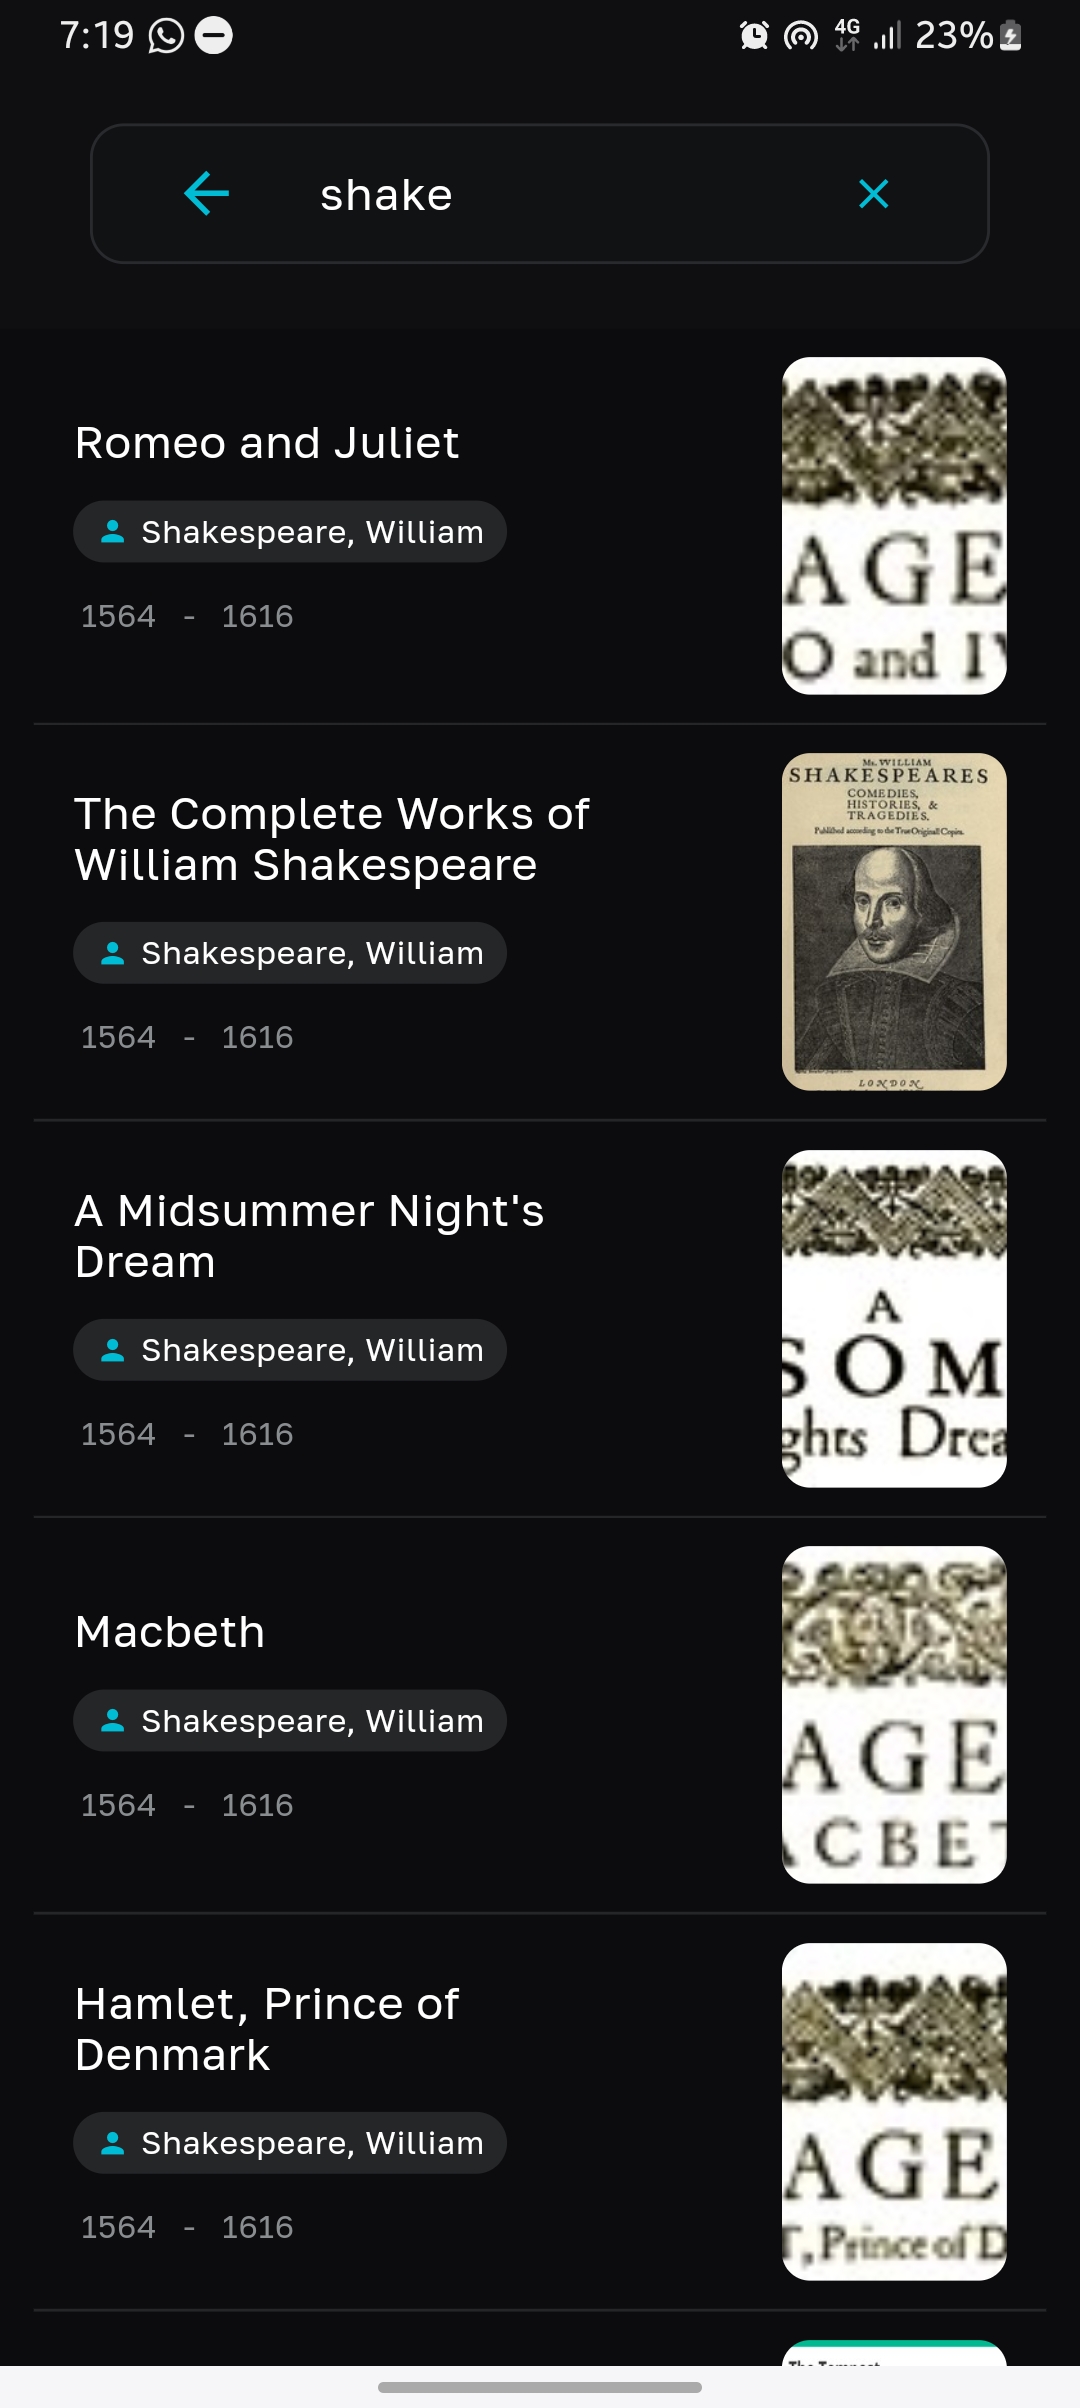 7:19 4G 23%
shake
Romeo and Juliet
Shakespeare, William
1564 - 1616
AGE
O and
The Complete Works of
William Shakespeare
Shakespeare, William
1564 - 1616
Mr. WILLIAM
SHAKESPEARES
COMEDIES,
HISTORIES, &
TRAGEDIES.
Published according to the True Originall Copies.
LONDON
A Midsummer Night's
Dream
Shakespeare, William
1564 - 1616
A
SOM
ghts Drea
Macbeth
Shakespeare, William
1564 - 1616
AGE
ACBET
Hamlet, Prince of
Denmark
Shakespeare, William
1564 - 1616
AGE
T, Prince of D
The Tempest